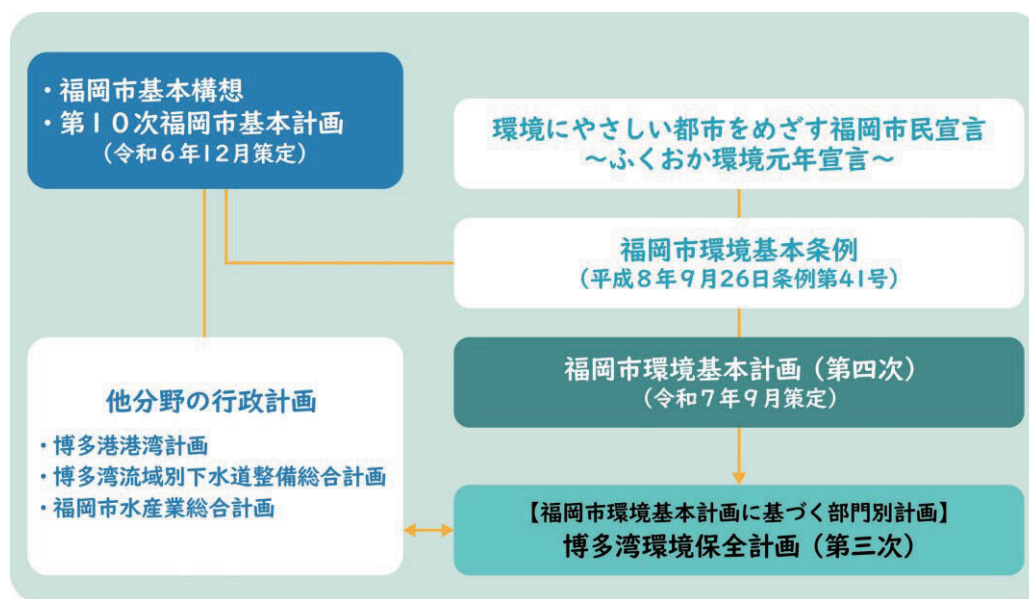 ・福岡市基本構想
・第10次福岡市基本計画
（令和6年12月策定）
環境にやさしい都市をめざす福岡市民宣言
～ふくおか環境元年宣言～
福岡市環境基本条例
（平成8年9月26日条例第41号）
福岡市環境基本計画（第四次）
（令和7年9月策定）
他分野の行政計画
・博多港港湾計画
・博多湾流域別下水道整備総合計画
・福岡市水産業総合計画
【福岡市環境基本計画に基づく部門別計画】
博多湾環境保全計画（第三次）